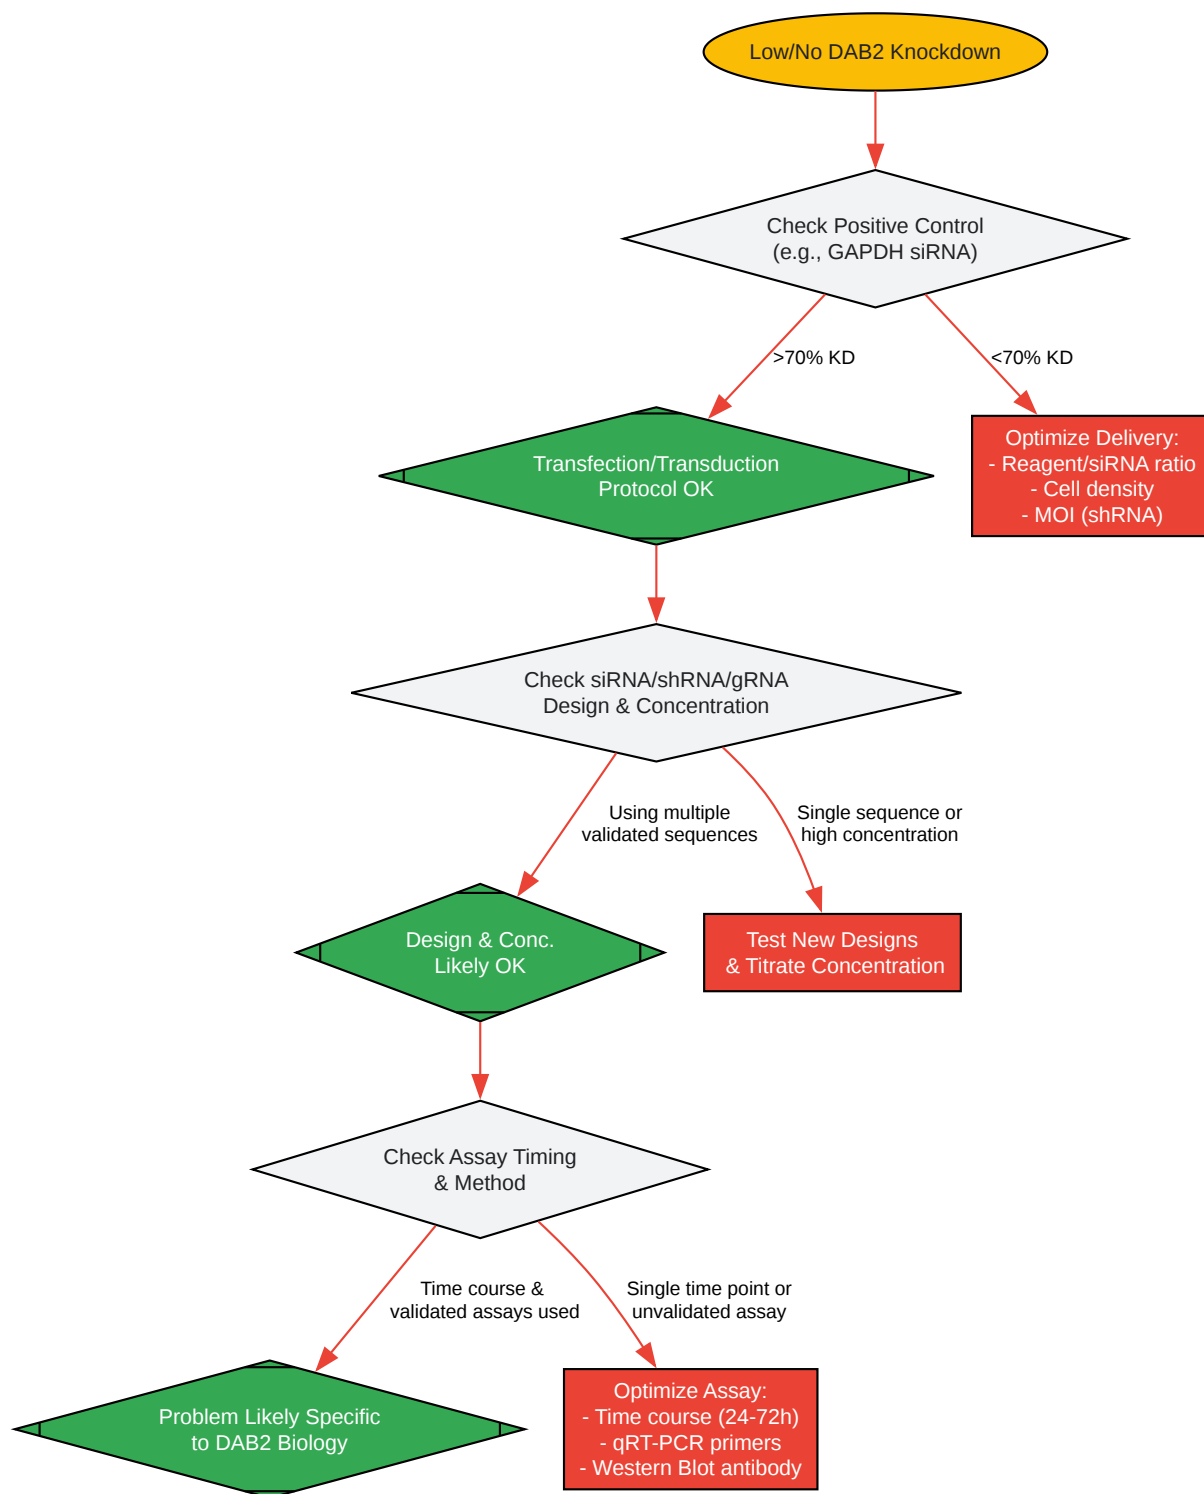 Low/No DAB2 Knockdown
Check Positive Control
(e.g., GAPDH siRNA)
>70% KD
<70% KD
Transfection/Transduction
Protocol OK
Optimize Delivery:
- Reagent/siRNA ratio
- Cell density
- MOI (shRNA)
Check siRNA/shRNA/gRNA
Design & Concentration
Using multiple
validated sequences
Single sequence or
high concentration
Design & Conc.
Likely OK
Test New Designs
& Titrate Concentration
Check Assay Timing
& Method
Time course &
validated assays used
Single time point or
unvalidated assay
Problem Likely Specific
to DAB2 Biology
Optimize Assay:
- Time course (24-72h)
- qRT-PCR primers
- Western Blot antibody